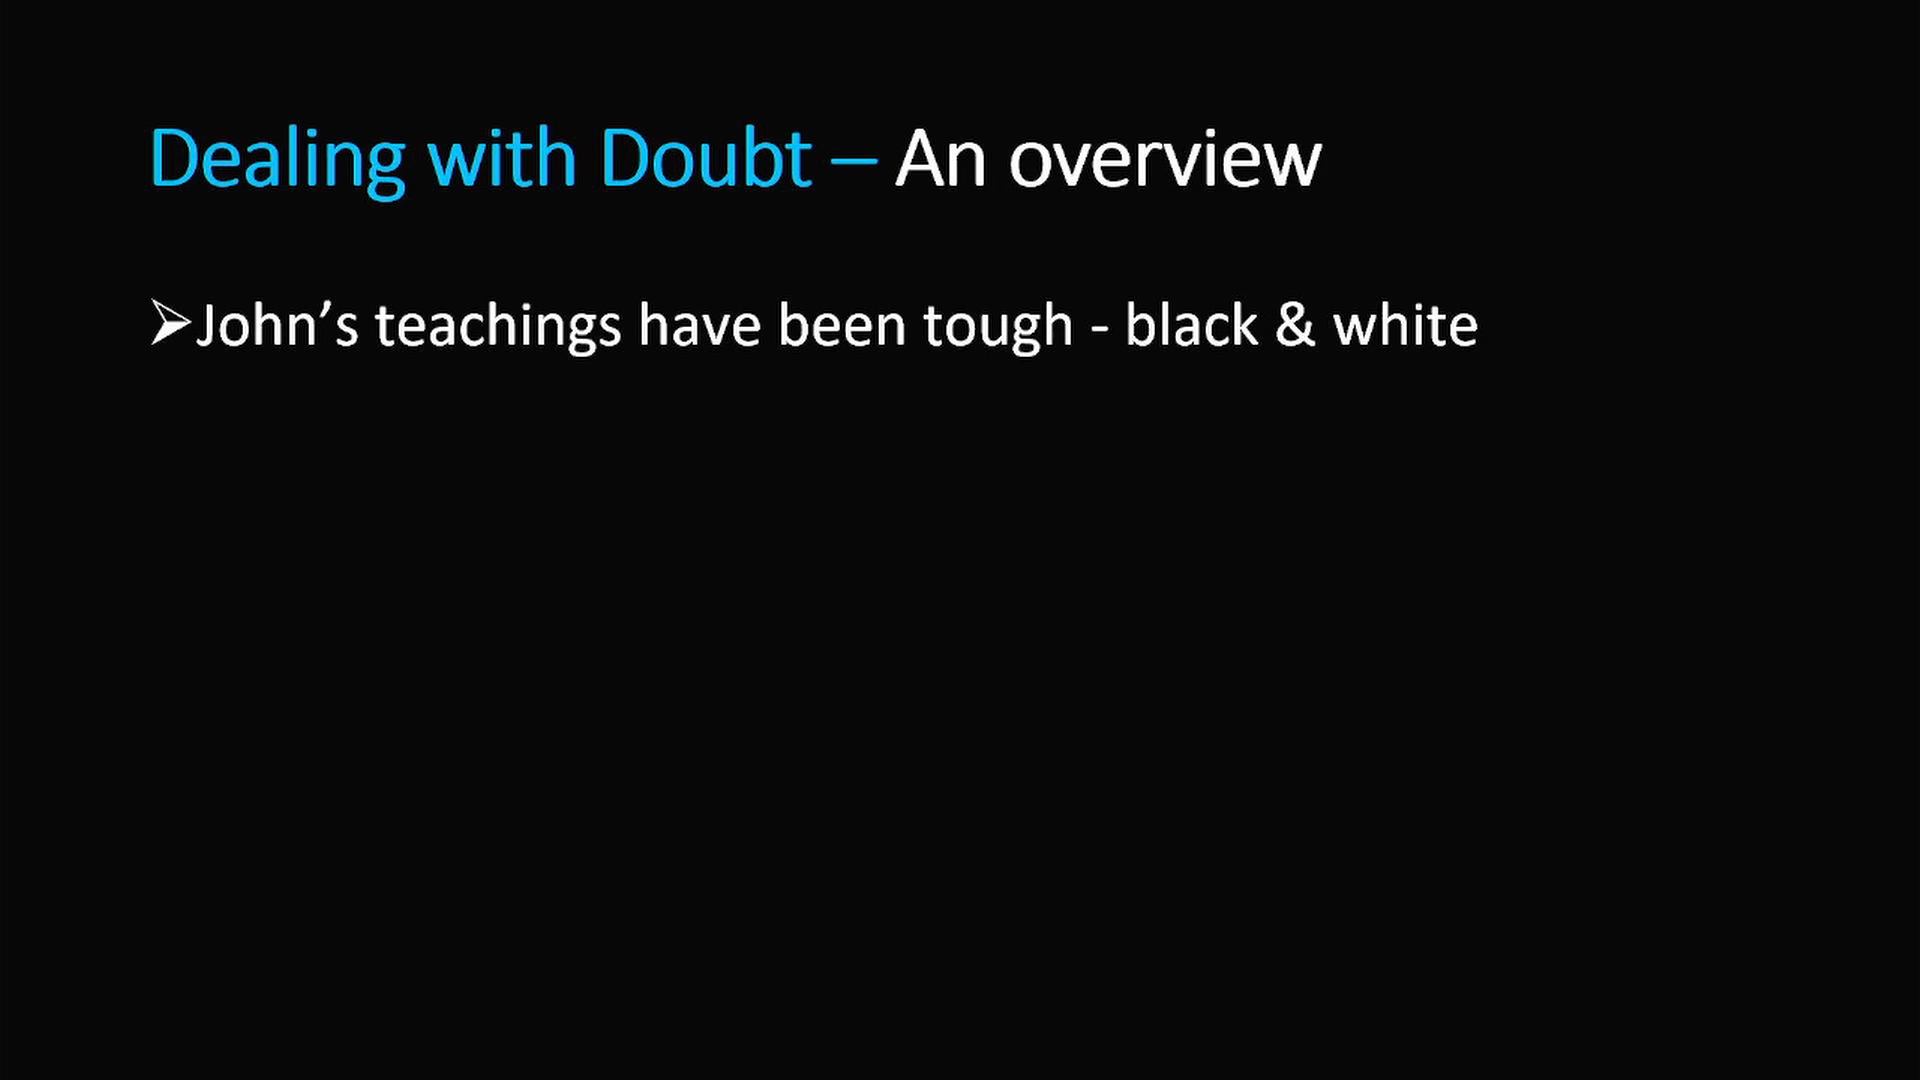 Dealing with Doubt – An overview
➢John’s teachings have been tough - black & white